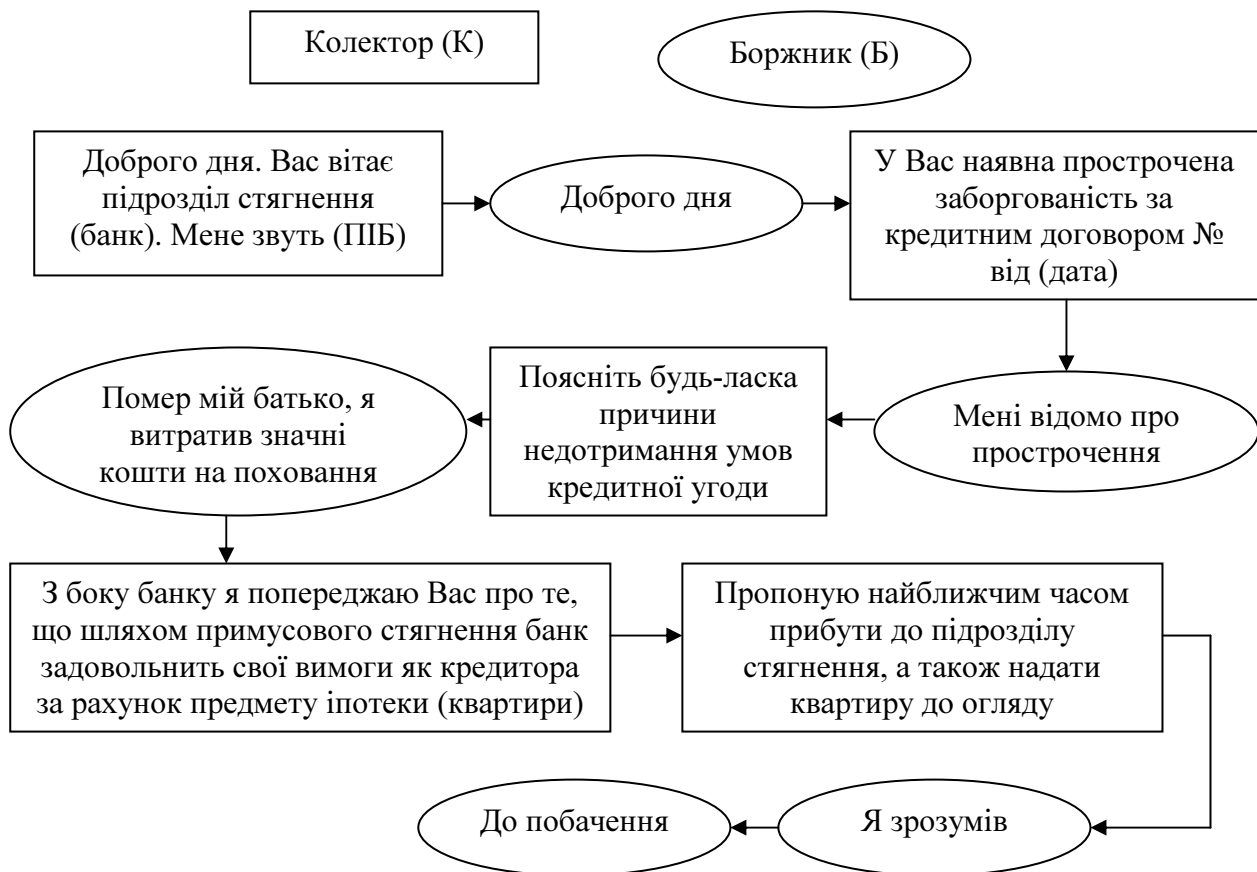 Колектор (К)
Боржник (Б)
Доброго дня. Вас вітає
підрозділ стягнення
(банк). Мене звуть (ПІБ)
Доброго дня
У Вас наявна прострочена
заборгованість за
кредитним договором №
від (дата)
Мені відомо про
прострочення
Поясніть будь-ласка
причини
недотримання умов
кредитної угоди
Помер мій батько, я
витратив значні
кошти на поховання
З боку банку я попереджаю Вас про те,
що шляхом примусового стягнення банк
задовольнить свої вимоги як кредитора
за рахунок предмету іпотеки (квартири)
Пропоную найближчим часом
прибути до підрозділу
стягнення, а також надати
квартиру до огляду
Я зрозумів
До побачення